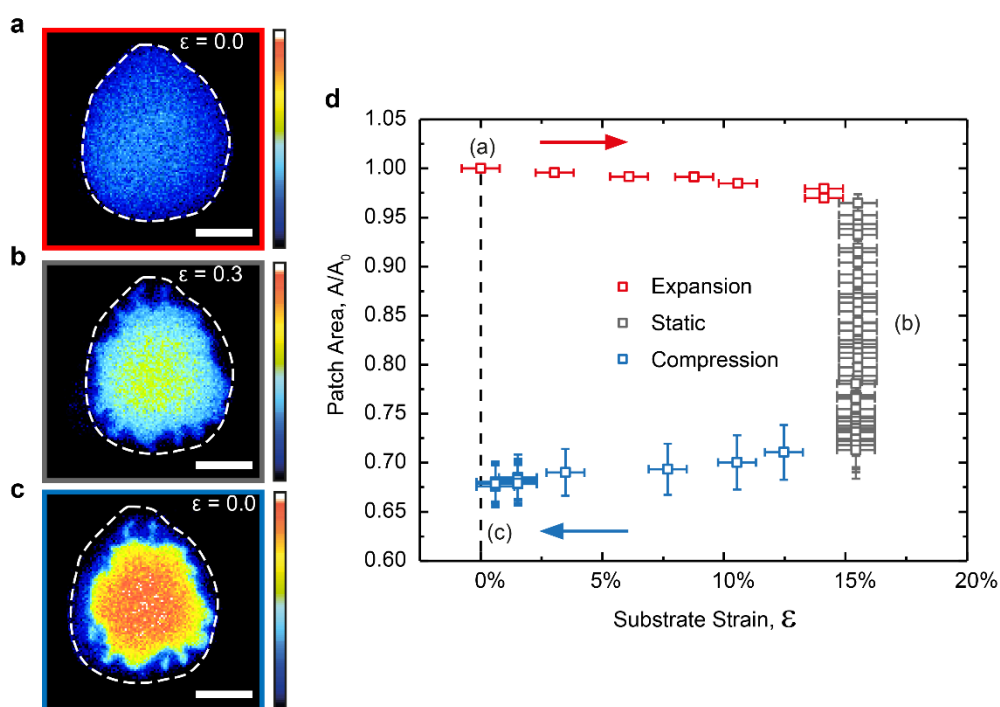 a
ε = 0.0
b
ε = 0.3
c
ε = 0.0
d
1.05
1.00
0.95
0.90
0.85
0.80
0.75
0.70
0.65
0.60
Patch Area, A/A₀
(a)
Expansion
Static
Compression
(b)
(c)
0%
5%
10%
15%
20%
Substrate Strain, ε